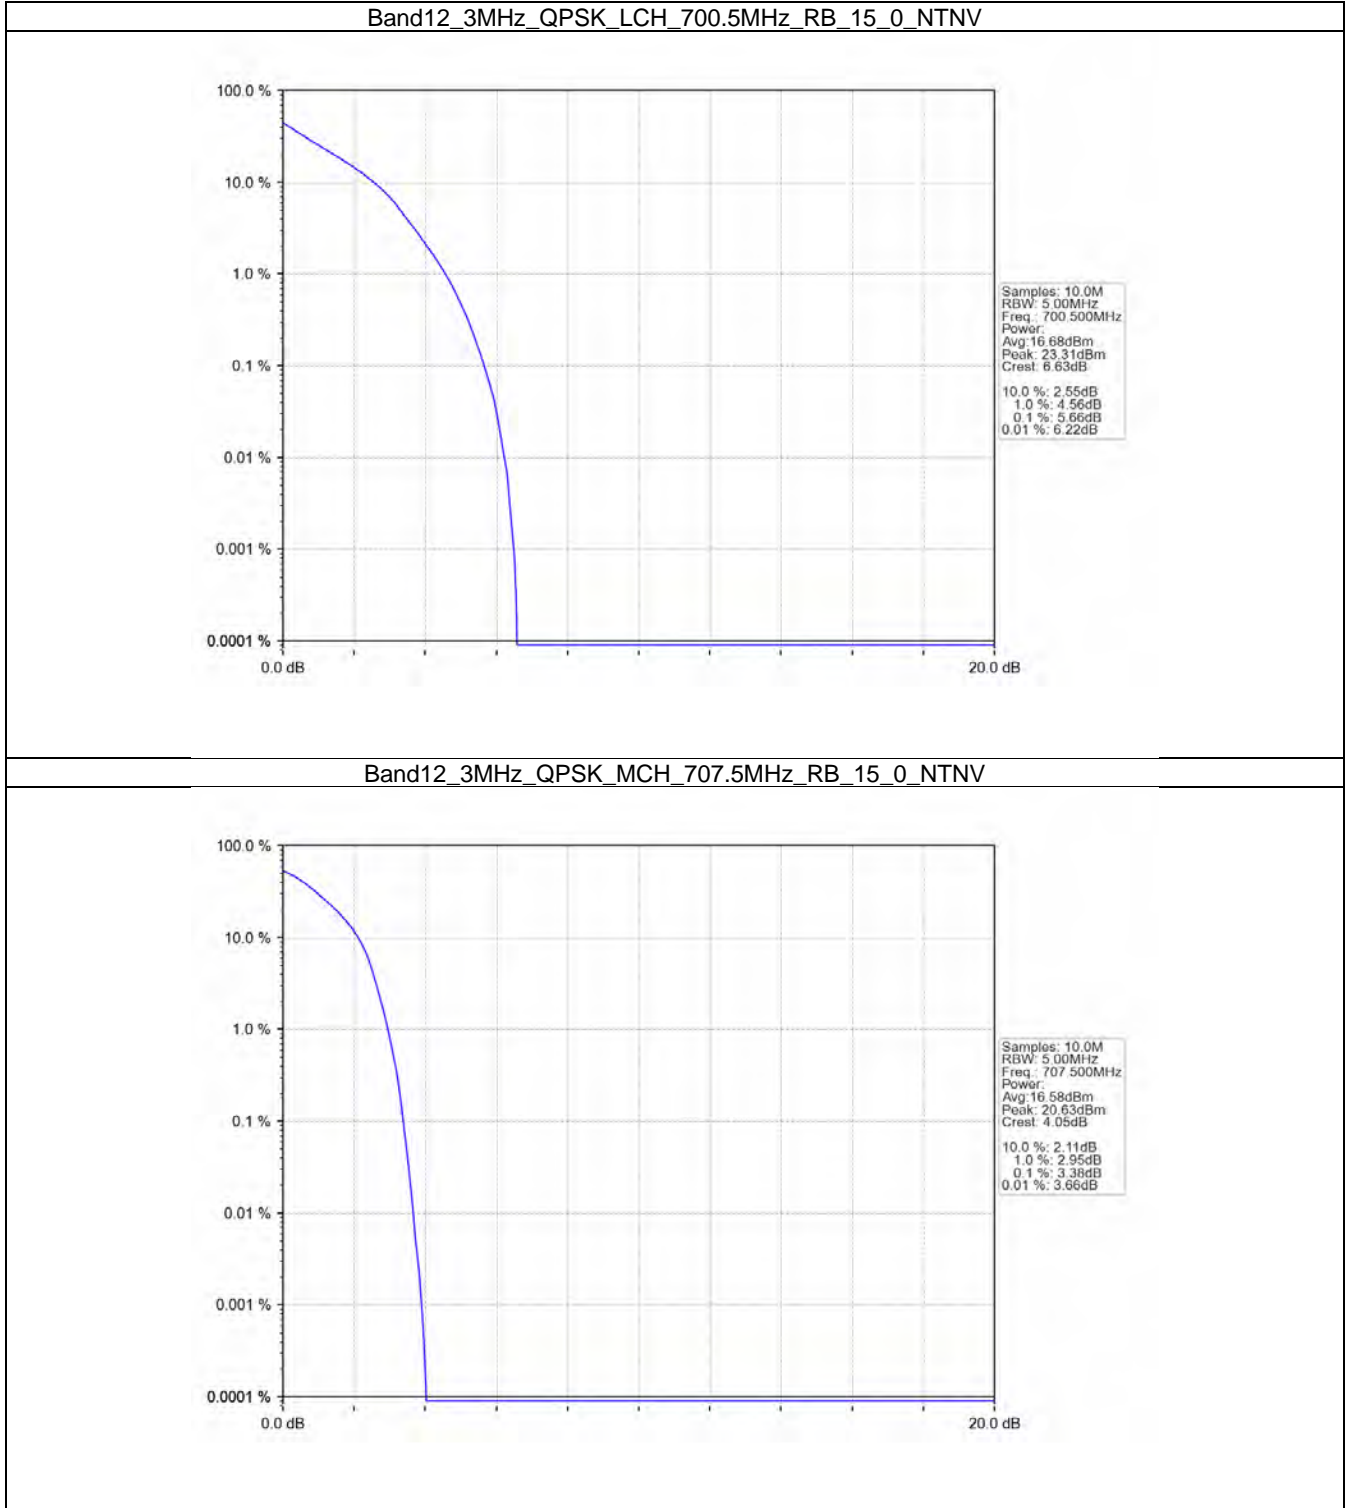 Band12_3MHz_QPSK_LCH_700.5MHz_RB_15_0_NTNV
100.0 %
10.0 %
1.0 %
0.1 %
0.01 %
0.001 %
0.0001 %
0.0 dB
20.0 dB
Samples: 10.0M
RBW: 5.00MHz
Freq.: 700.500MHz
Power:
Avg:16.68dBm
Peak: 23.31dBm
Crest: 6.63dB
10.0 %: 2.55dB
1.0 %: 4.56dB
0.1 %: 5.66dB
0.01 %: 6.22dB
Band12_3MHz_QPSK_MCH_707.5MHz_RB_15_0_NTNV
100.0 %
10.0 %
1.0 %
0.1 %
0.01 %
0.001 %
0.0001 %
0.0 dB
20.0 dB
Samples: 10.0M
RBW: 5.00MHz
Freq.: 707.500MHz
Power:
Avg:16.58dBm
Peak: 20.63dBm
Crest: 4.05dB
10.0 %: 2.11dB
1.0 %: 2.95dB
0.1 %: 3.38dB
0.01 %: 3.66dB